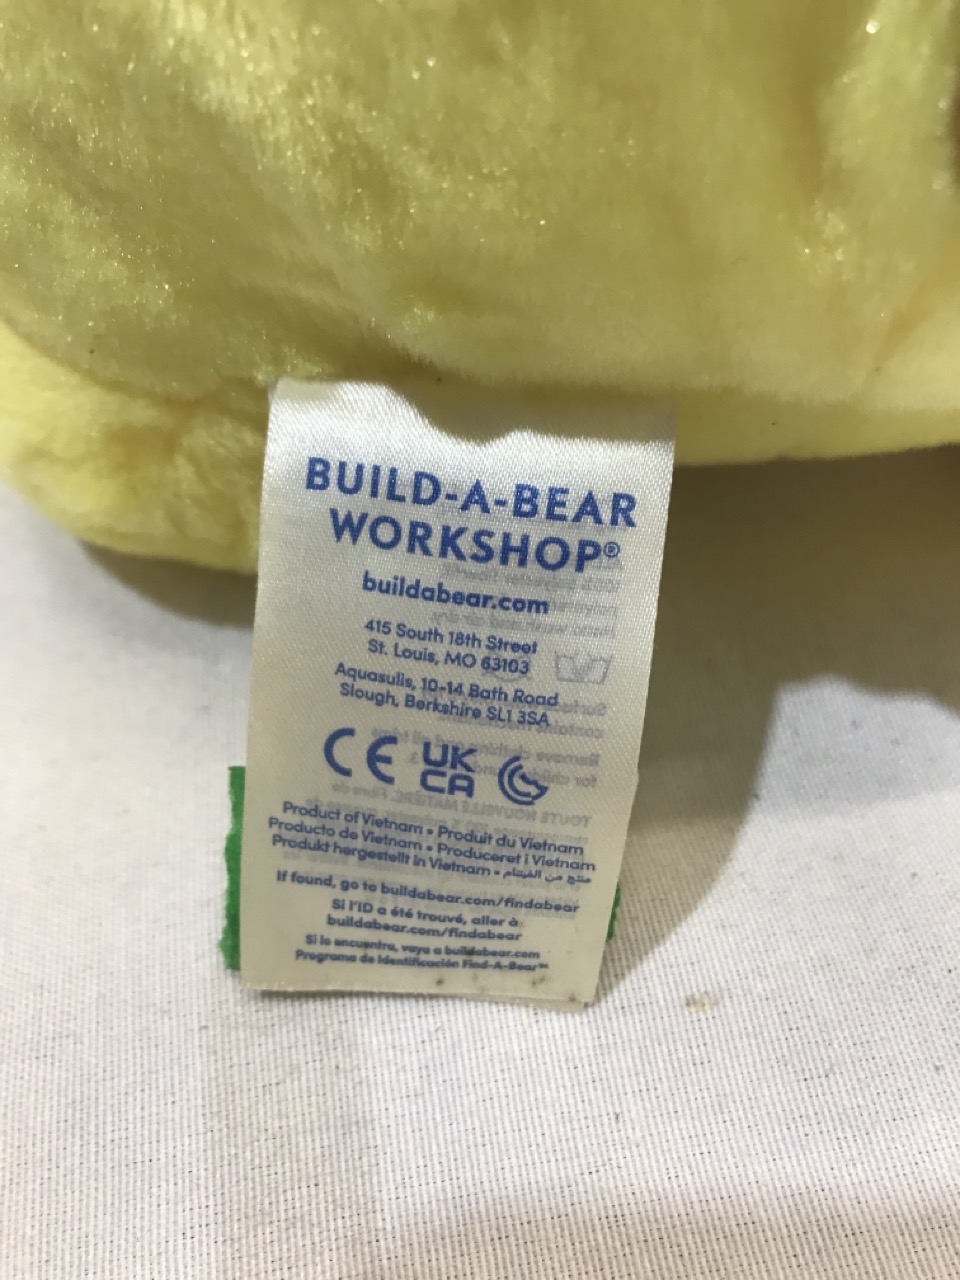 BUILD-A-BEAR
WORKSHOP®
buildabear.com
415 South 18th Street
St. Louis, MO 63103
Aquasulis, 10-14 Bath Road
Slough, Berkshire SL1 3SA
CE UK
CA
Product of Vietnam • Produit du Vietnam
Producto de Vietnam • Produceret i Vietnam
Produkt hergestellt in Vietnam • منتج من الفيتنام
If found, go to buildabear.com/findabear
Si l'ID a été trouvé, aller à
buildabear.com/findabear
Si lo encuentra, vaya a buildabear.com
Programa de Identificación Find-A-Bear™